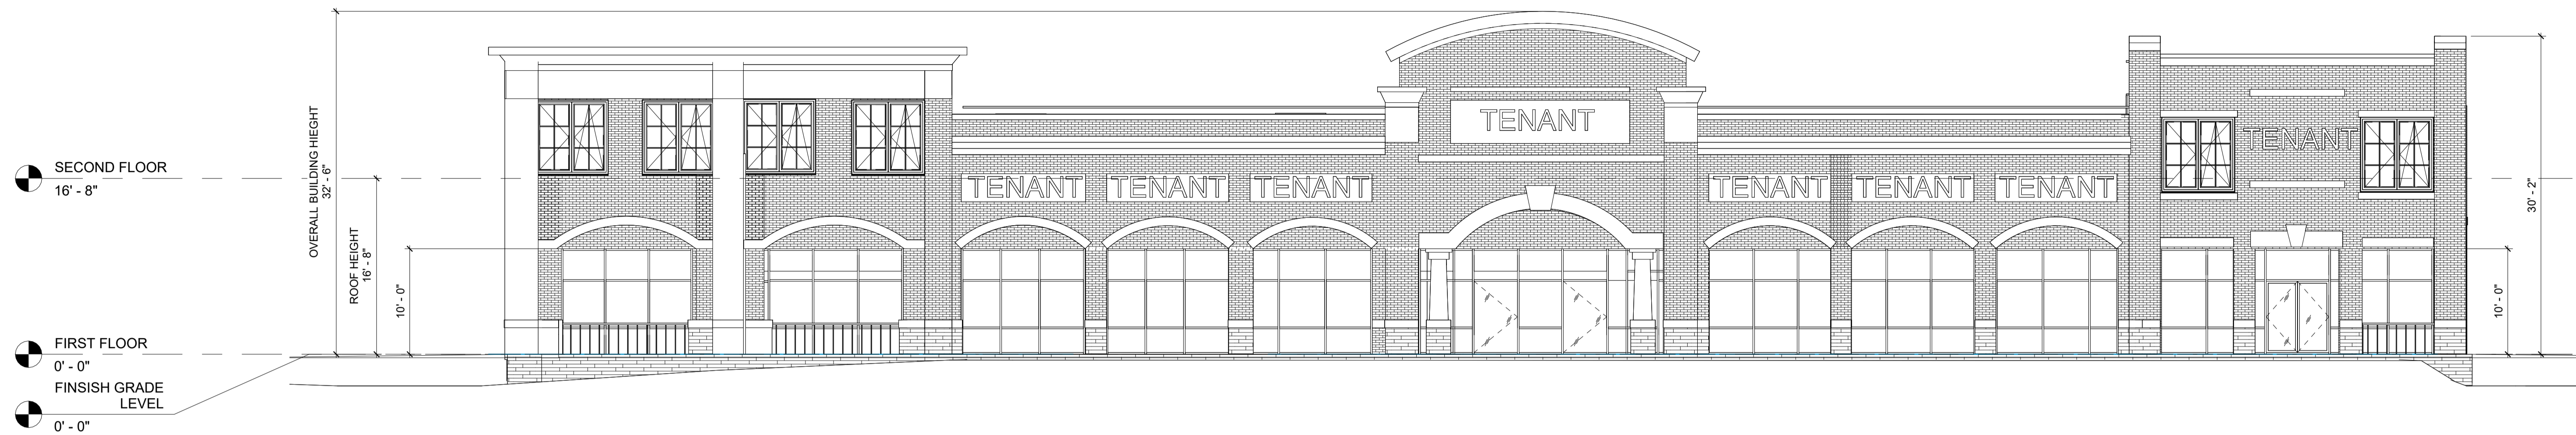 SECOND FLOOR
16' - 8"
FIRST FLOOR
0' - 0"
FINSISH GRADE
LEVEL
0' - 0"
OVERALL BUILDING HIEGHT
32' - 6"
ROOF HEIGHT
16' - 8"
10' - 0"
TENANT
TENANT
TENANT
TENANT
TENANT
TENANT
TENANT
TENANT
10' - 0"
30' - 2"